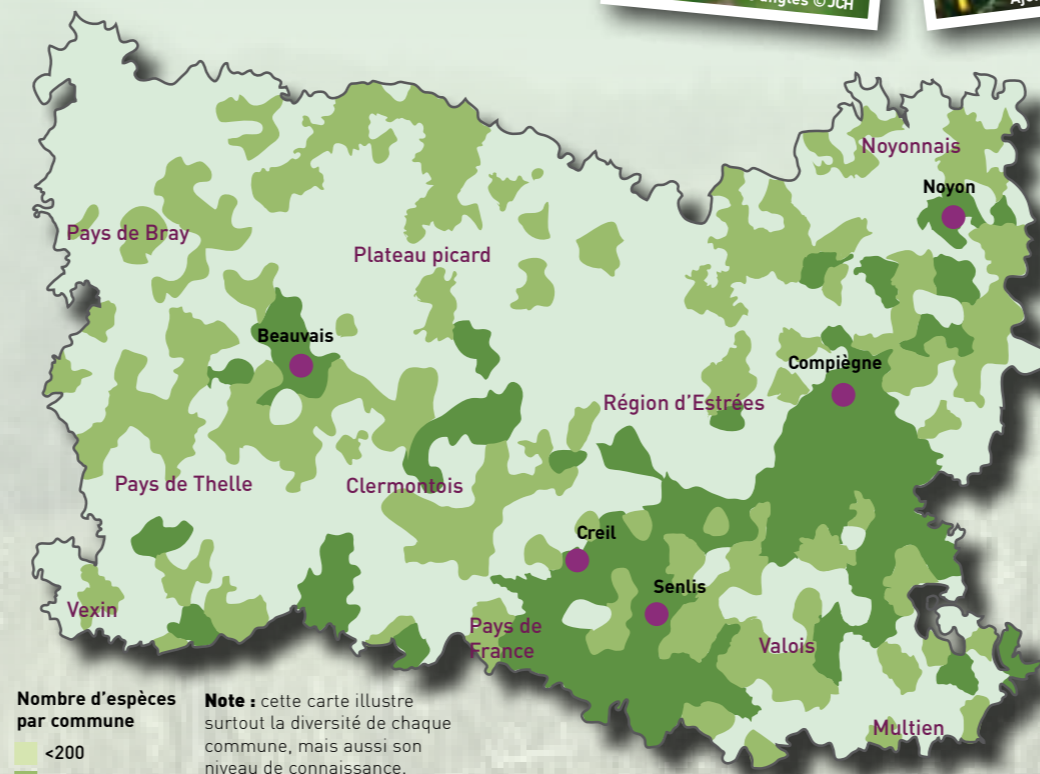 angles © JCH
Noyonnais
Noyon
Pays de Bray
Plateau picard
Beauvais
Compiègne
Région d'Estrées
Pays de Thelle
Clermontois
Creil
Senlis
Vexin
Pays de
France
Valois
Multien
Nombre d'espèces
par commune
<200
Note : cette carte illustre
surtout la diversité de chaque
commune, mais aussi son
niveau de connaissance.